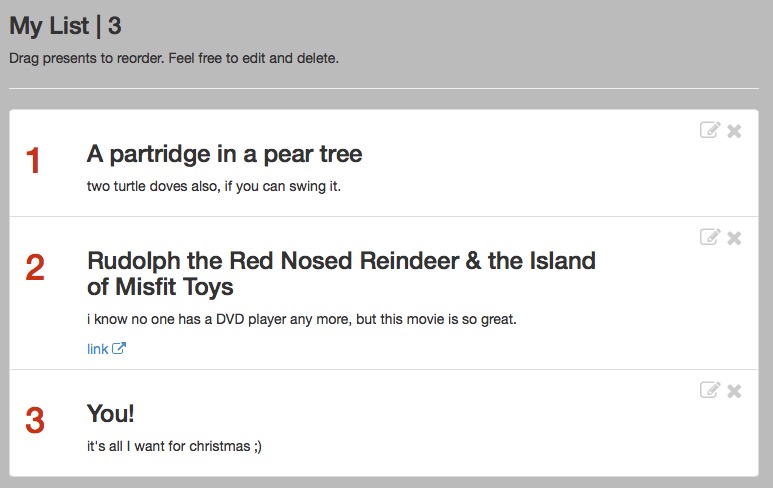 My List | 3
Drag presents to reorder. Feel free to edit and delete.
1
A partridge in a pear tree
two turtle doves also, if you can swing it.
2
Rudolph the Red Nosed Reindeer & the Island
of Misfit Toys
i know no one has a DVD player any more, but this movie is so great.
link
3
You!
it's all I want for christmas ;)